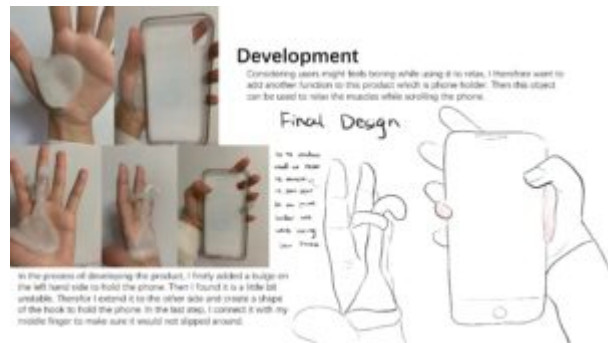 Development
Considering users might feels boring while using it to relax, I therefore want to
add another function to this product which is phone holder. Then this object
can be used to relax the muscles while scrolling the phone.
Final Design
In the process of developing the product, I firstly added a bulge on
the left hand side to hold the phone. Then I found it is a little bit
unstable. Therefor I extend it to the other side and create a shape
of the hook to hold the phone. In the last step, I connect it with my
middle finger to make sure it would not slipped around.